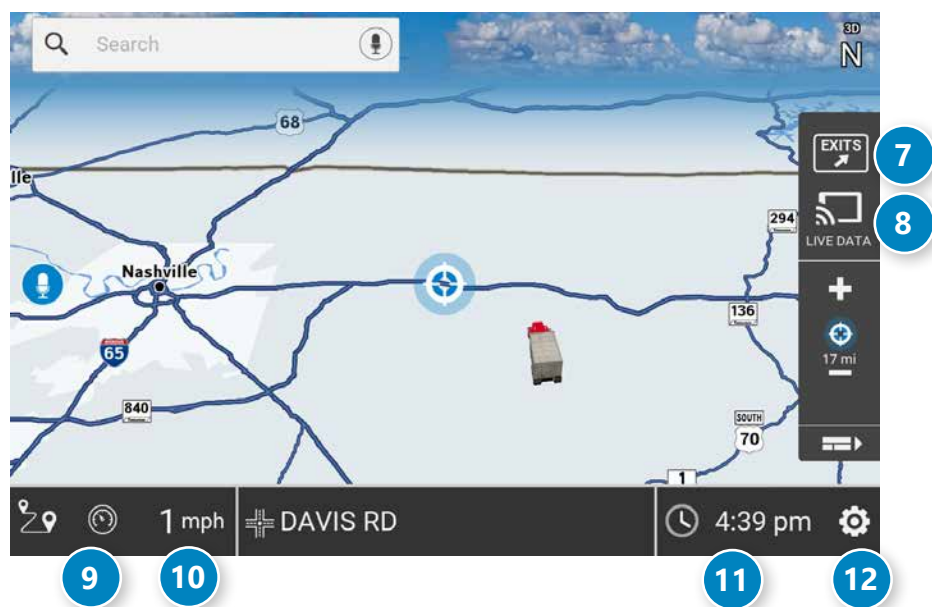 Search
3D
N
68
EXITS
7
lle
294
8
LIVE DATA
Nashville
136
65
17 mi
840
SOUTH
70
1
1 mph
DAVIS RD
4:39 pm
9
10
11
12